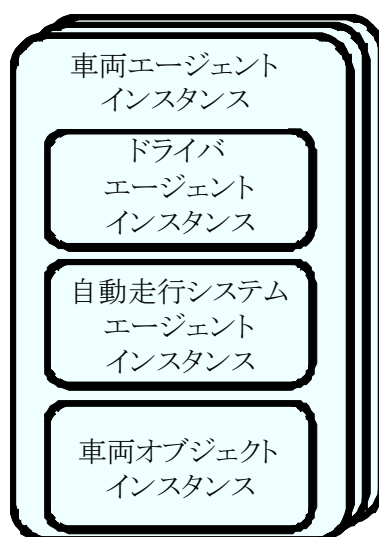 車両エージェント
インスタンス
ドライバ
エージェント
インスタンス
自動走行システム
エージェント
インスタンス
車両オブジェクト
インスタンス